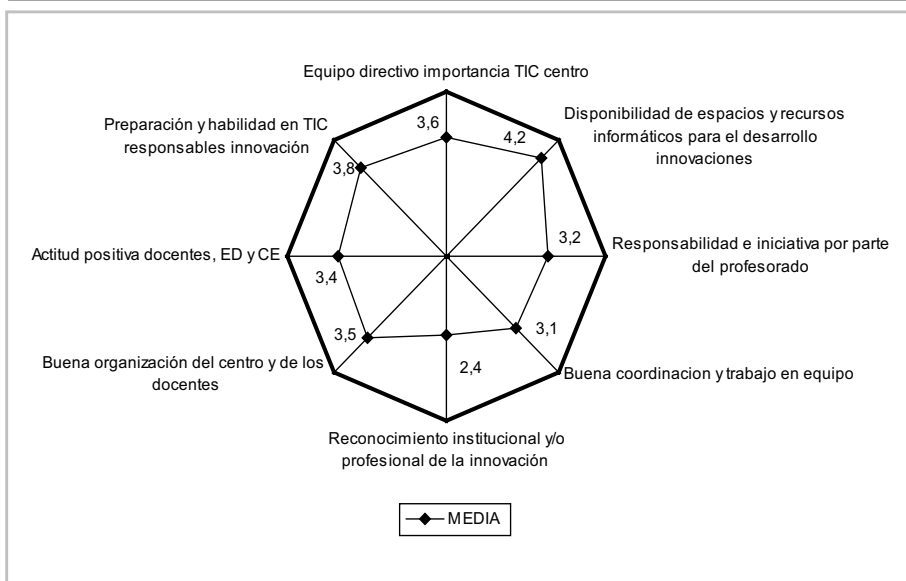 Equipo directivo importancia TIC centro
Disponibilidad de espacios y recursos
informáticos para el desarrollo
innovaciones
Preparación y habilidad en TIC
responsables innovación
3,6
4,2
3,8
3,2
Responsabilidad e iniciativa por parte
del profesorado
Actitud positiva docentes, ED y CE
3,4
3,5
3,1
Buena organización del centro y de los
docentes
2,4
Buena coordinacion y trabajo en equipo
Reconocimiento institucional y/o
profesional de la innovación
MEDIA